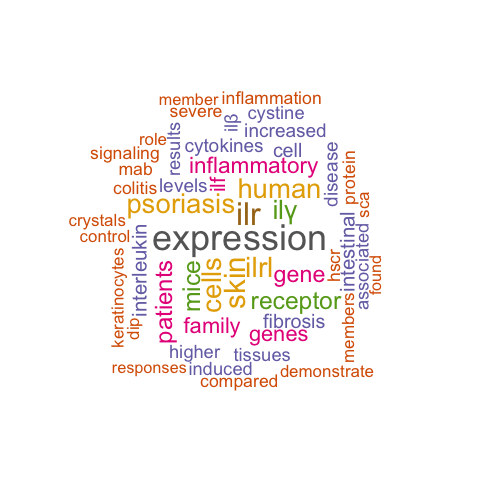 member inflammation
severe
ilβ
cystine
increased
role
results
cytokines
cell
signaling
mab
inflammatory
disease
protein
colitis
levels
ilf
human
sca
psoriasis
ilr
ilγ
crystals
control
expression
interleukin
keratinocytes
dip
patients
mice
cells
skin
ilrl
gene
receptor
hscr
intestinal
associated
found
members
family
genes
fibrosis
higher
tissues
responses
induced
compared
demonstrate